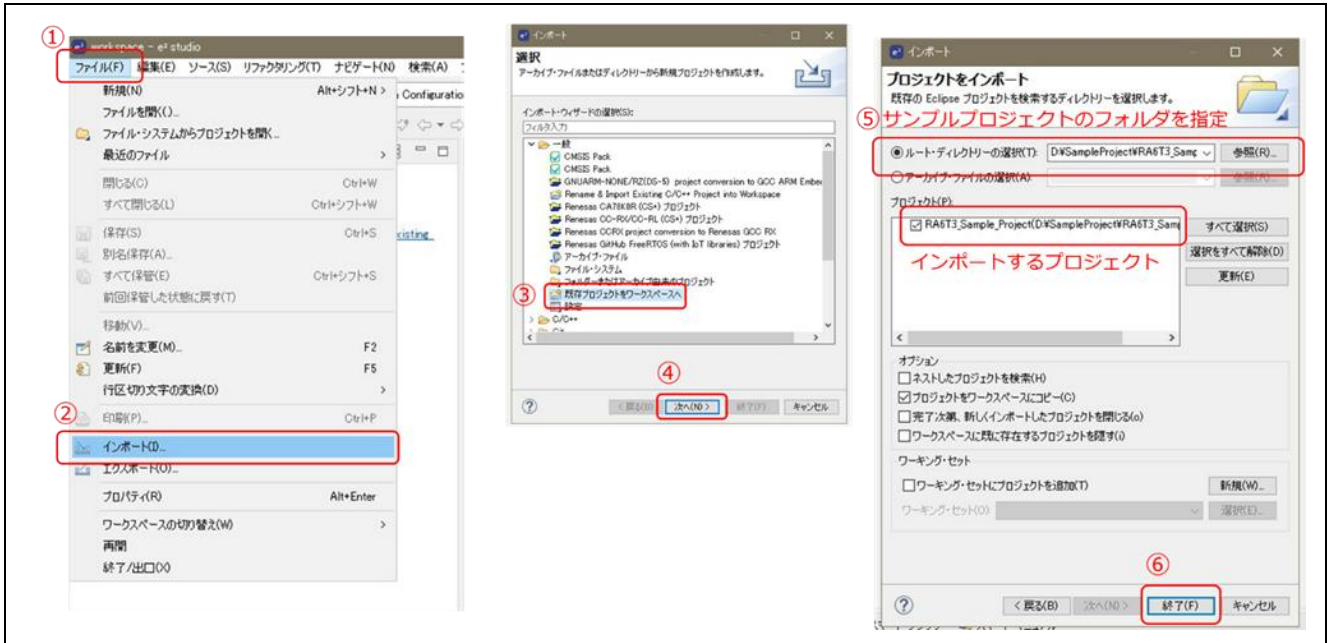 ①
workspace - e² studio
ファイル(F) 編集(E) ソース(S) リファクタリング(T) ナビゲート(N) 検索(A)
新規(N) Alt+シフト+N >
Configuratio
ファイルを開く(.)...
ファイル・システムからプロジェクトを開く...
最近のファイル >
閉じる(C) Ctrl+W
すべて閉じる(L) Ctrl+シフト+W
保存(S) Ctrl+S
xisting
別名保存(A)...
すべて保管(E) Ctrl+シフト+S
前回保管した状態に戻す(T)
移動(V)...
名前を変更(M)... F2
更新(F) F5
行区切り文字の変換(D) >
②
印刷(P)... Ctrl+P
インポート(I)...
エクスポート(O)...
プロパティ(R) Alt+Enter
ワークスペースの切り替え(W) >
再開
終了/出口(X)
インポート
選択
アーカイブ・ファイルまたはディレクトリーから新規プロジェクトを作成します。
インポート・ウィザードの選択(S):
フィルタ入力
一般
CMSIS Pack
CMSIS Pack
GNUARM-NONE/RZ(DS-5) project conversion to GCC ARM Embe
Rename & Import Existing C/C++ Project into Workspace
Renesas CA78K0R (CS+) プロジェクト
Renesas CC-RX/CC-RL (CS+) プロジェクト
Renesas CCRX project conversion to Renesas GCC RX
Renesas GitHub FreeRTOS (with IoT libraries) プロジェクト
アーカイブ・ファイル
ファイル・システム
フォルダーまたはアーカイブ由来のプロジェクト
③
既存プロジェクトをワークスペースへ
設定
C/C++
④
< 戻る(B) 次へ(N) > 終了(F) キャンセル
インポート
プロジェクトをインポート
既存の Eclipse プロジェクトを検索するディレクトリーを選択します。
⑤ サンプルプロジェクトのフォルダを指定
ルート・ディレクトリーの選択(T): D:¥SampleProject¥RA6T3_Samp 参照(R)...
アーカイブ・ファイルの選択(A): 参照(R)...
プロジェクト(P):
RA6T3_Sample_Project(D:¥SampleProject¥RA6T3_Samp
すべて選択(S)
選択をすべて解除(D)
インポートするプロジェクト
更新(E)
オプション
ネストしたプロジェクトを検索(H)
プロジェクトをワークスペースにコピー(C)
完了次第、新しくインポートしたプロジェクトを閉じる(o)
ワークスペースに既に存在するプロジェクトを隠す(i)
ワーキング・セット
ワーキング・セットにプロジェクトを追加(T) 新規(W)...
ワーキング・セット(O): 選択(E)...
⑥
< 戻る(B) 次へ(N) > 終了(F) キャンセル